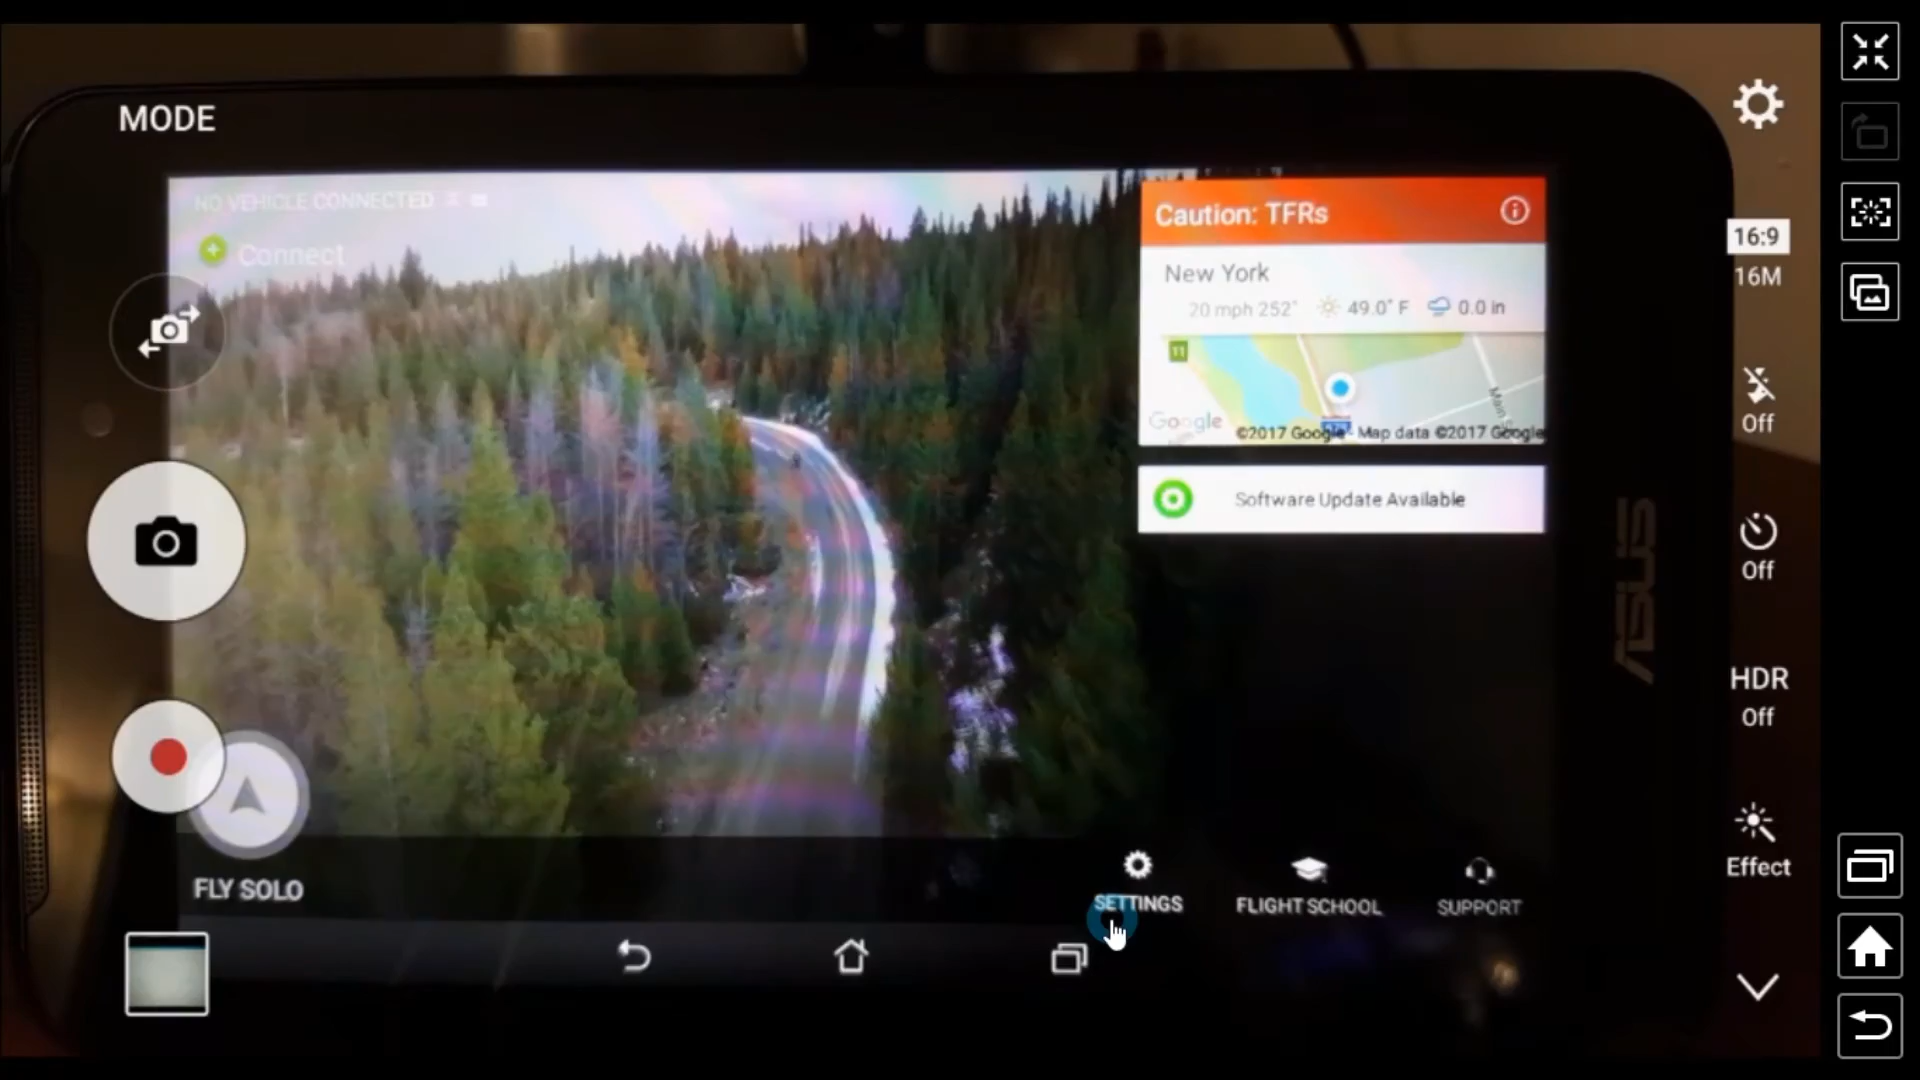 MODE
NO VEHICLE CONNECTED
Connect
Caution: TFRs
New York
20 mph 252°
49.0° F
0.0 in
11
Google
Main
©2017 Google - Map data ©2017 Google
Software Update Available
FLY SOLO
SETTINGS
FLIGHT SCHOOL
SUPPORT
ASUS
16:9
16M
Off
Off
HDR
Off
Effect